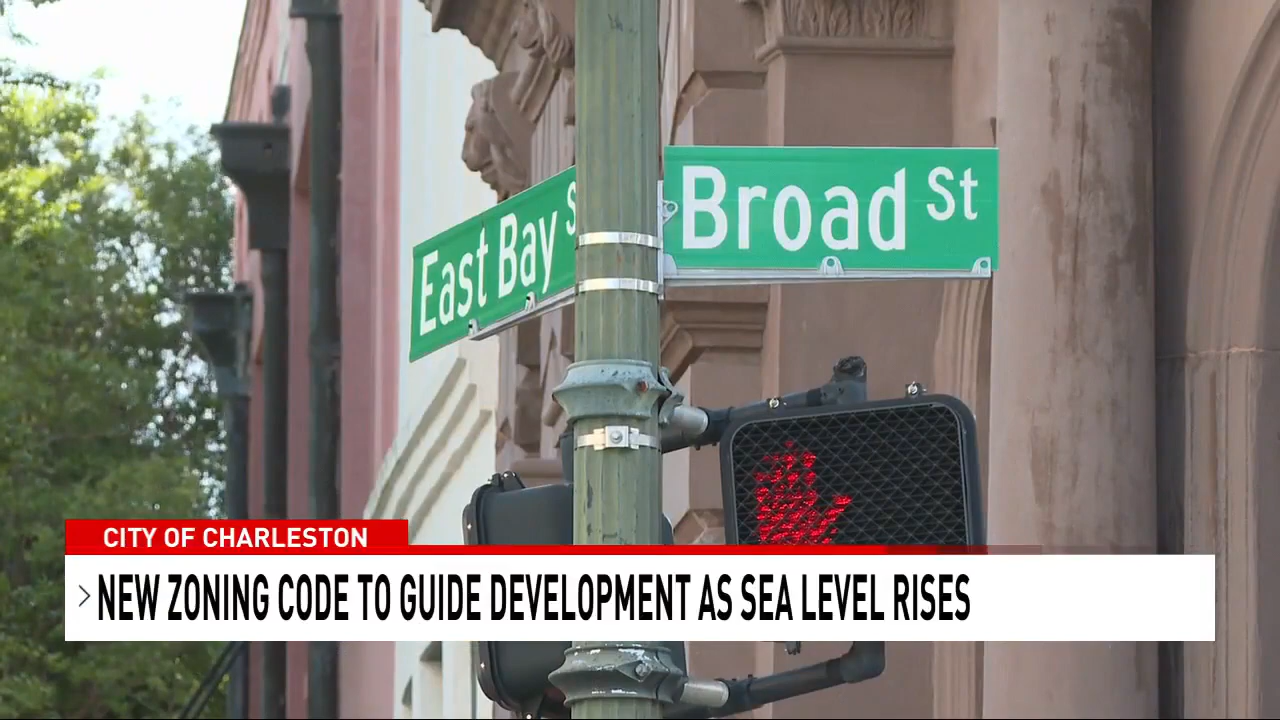 East Bay S
Broad St
CITY OF CHARLESTON
NEW ZONING CODE TO GUIDE DEVELOPMENT AS SEA LEVEL RISES